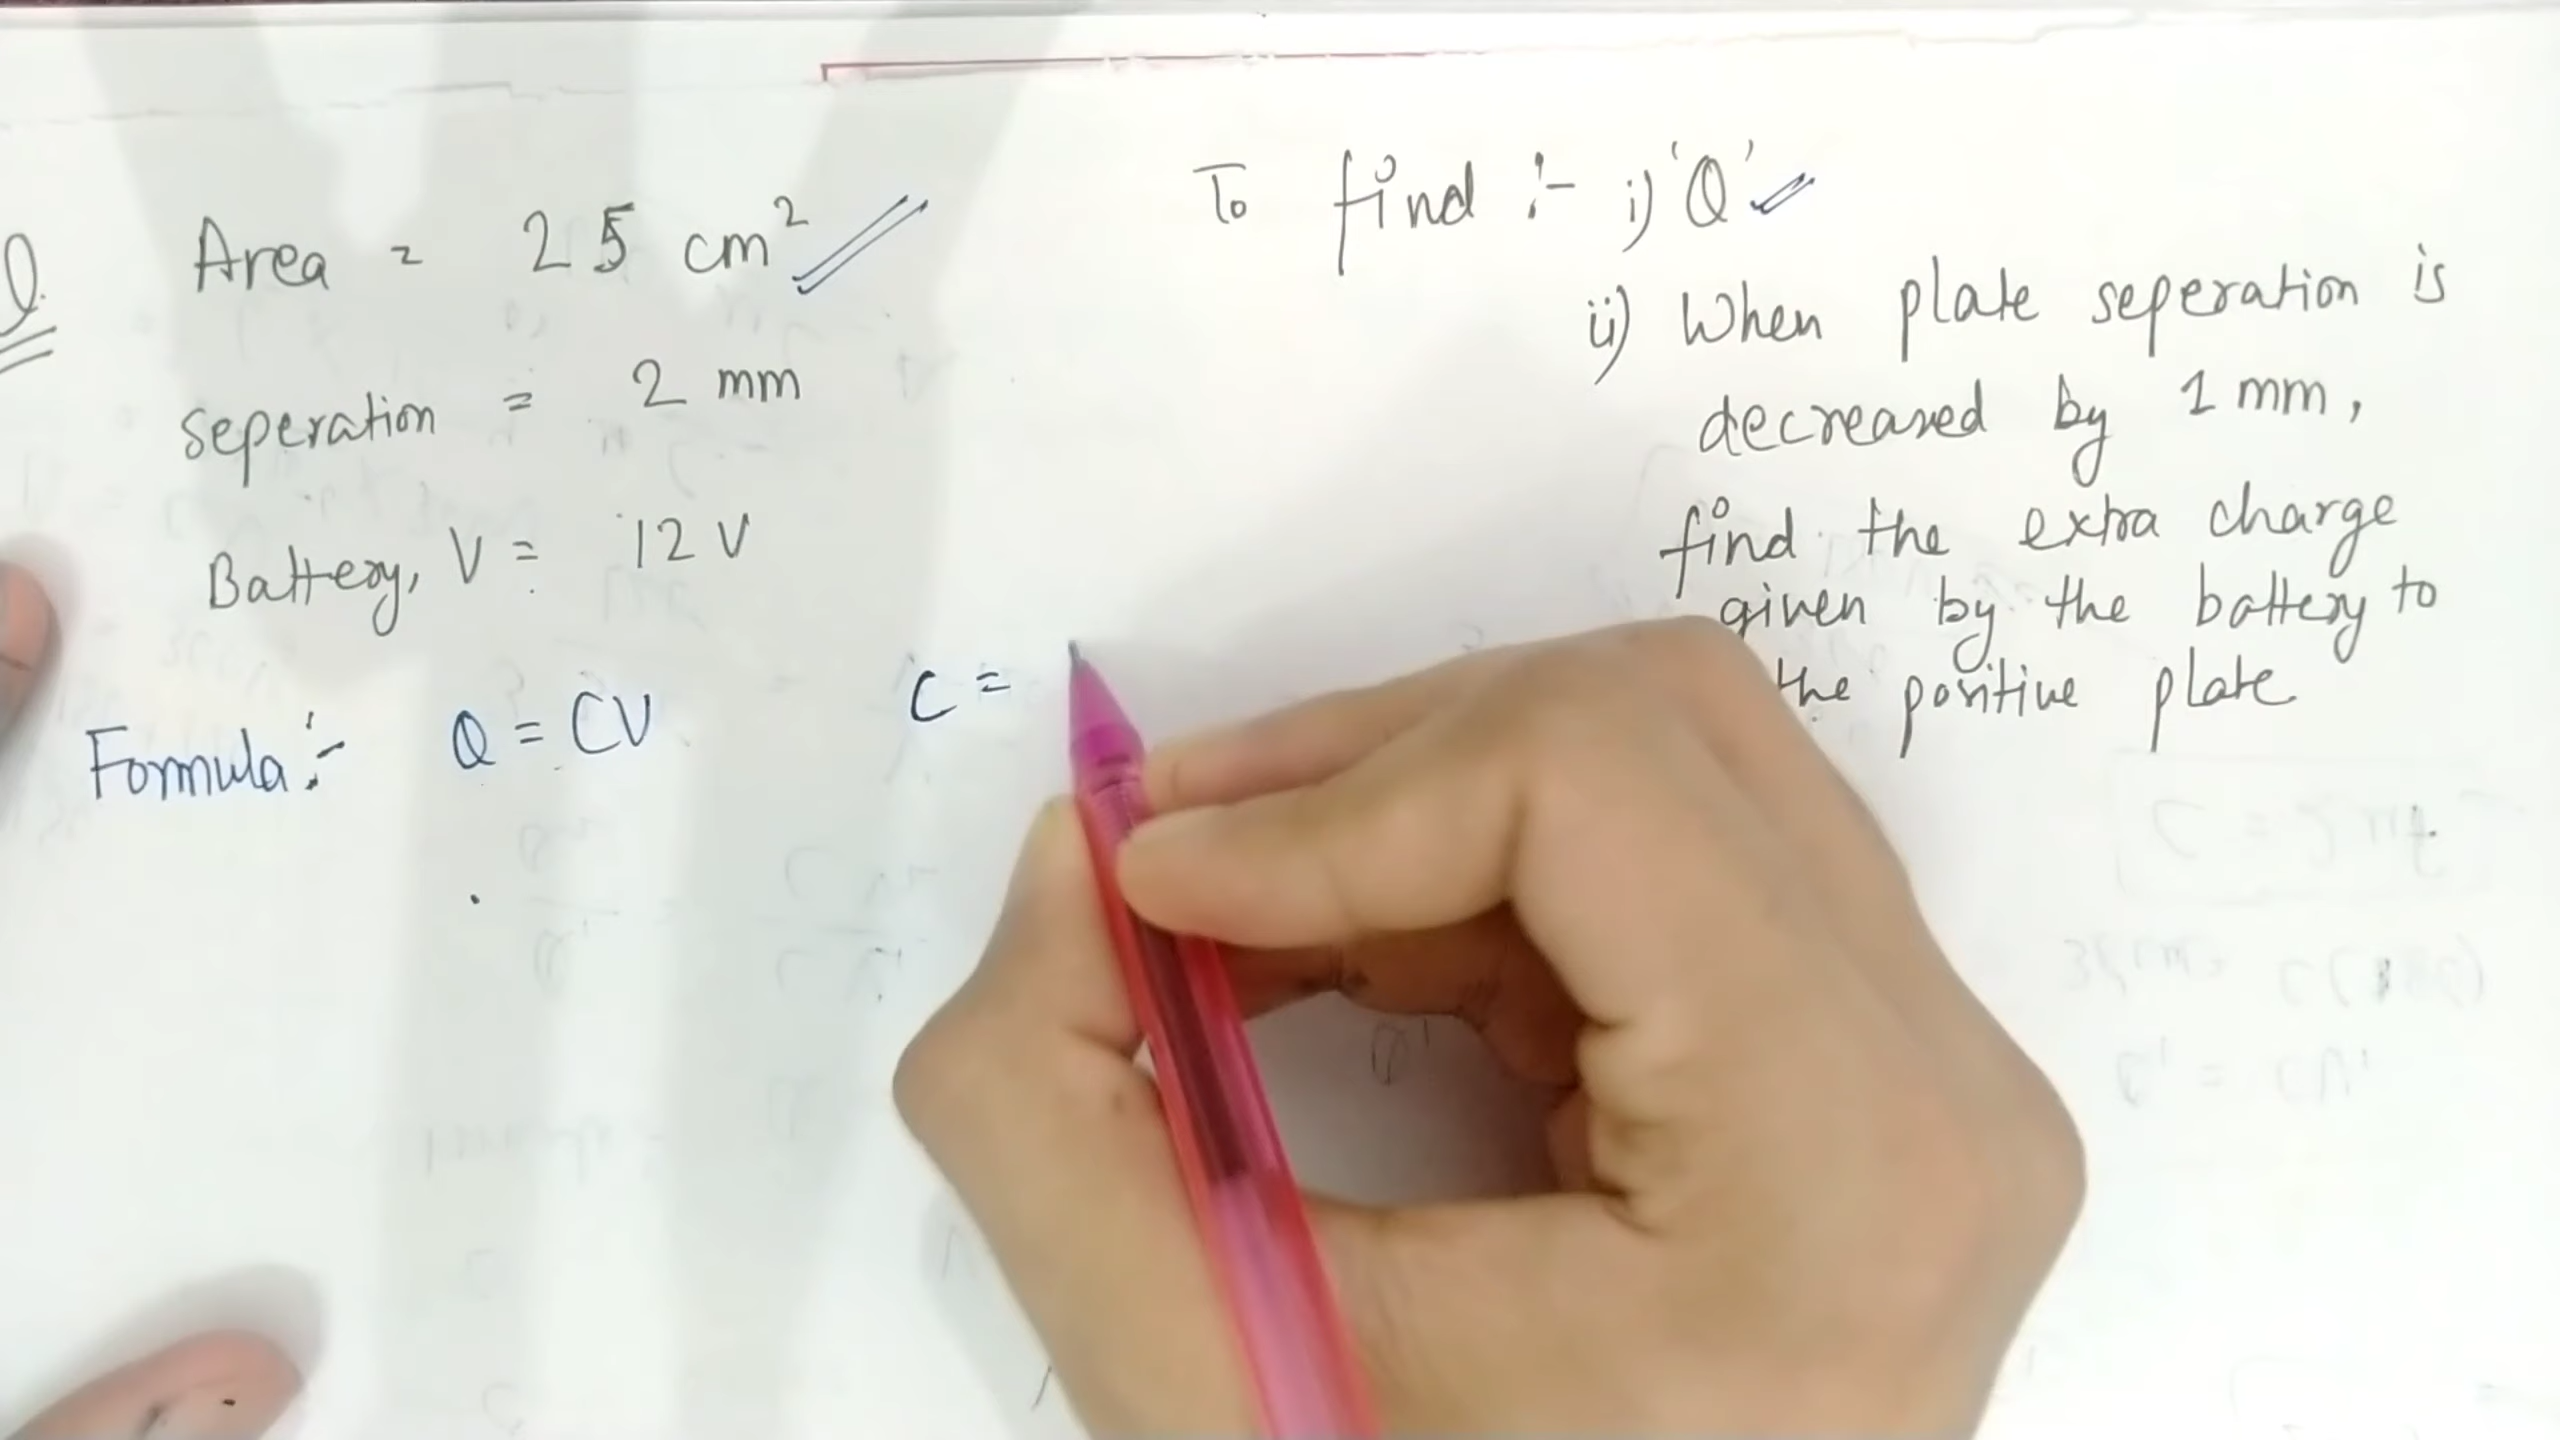 Q.
Area = 25 cm²
seperation = 2 mm
Battery, V = 12 V
Formula :- Q = CV
C =
To find :- i) 'Q'
ii) When plate seperation is
decreased by 1 mm,
find the extra charge
given by the battery to
the positive plate